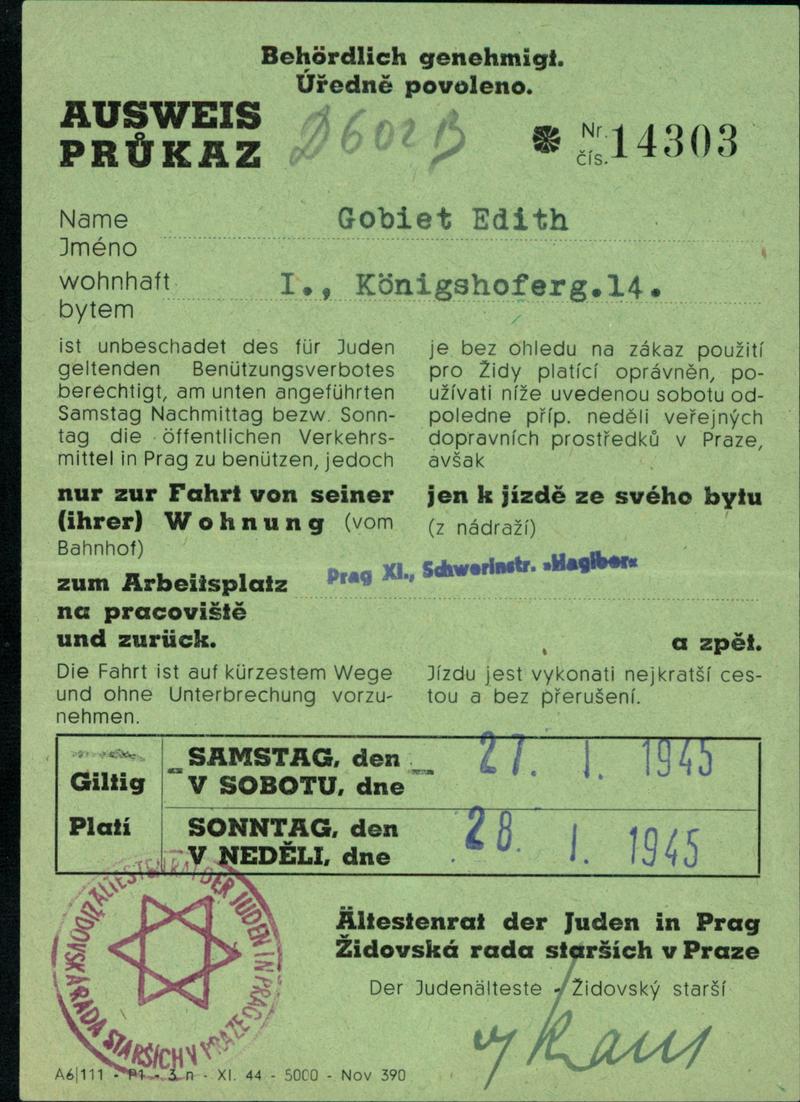 Behördlich genehmigt.
Úředně povoleno.
AUSWEIS
PRŮKAZ
D602B
Nr.
čís. 14303
Name
Jméno
Gobiet Edith
wohnhaft
bytem
I., Königshoferg.14.
ist unbeschadet des für Juden
geltenden Benützungsverbotes
berechtigt, am unten angeführten
Samstag Nachmittag bezw. Sonn-
tag die öffentlichen Verkehrs-
mittel in Prag zu benützen, jedoch
nur zur Fahrt von seiner
(ihrer) Wohnung (vom
Bahnhof)
je bez ohledu na zákaz použití
pro Židy platící oprávněn, po-
užívati níže uvedenou sobotu od-
poledne příp. neděli veřejných
dopravních prostředků v Praze,
avšak
jen k jízdě ze svého bytu
(z nádraží)
zum Arbeitsplatz
Prag XI., Schwerinstr. »Hagibor«
na pracoviště
und zurück.
a zpět.
Die Fahrt ist auf kürzestem Wege
und ohne Unterbrechung vorzu-
nehmen.
Jízdu jest vykonati nejkratší ces-
tou a bez přerušení.
Giltig
Platí
SAMSTAG, den
V SOBOTU, dne
27. 1. 1945
SONNTAG, den
V NEDĚLI, dne
28. 1. 1945
ÄLTESTENRAT DER JUDEN IN PRAG
ŽIDOVSKÁ RADA STARŠÍCH V PRAZE
Ältestenrat der Juden in Prag
Židovská rada starších v Praze
Der Judenälteste - Židovský starší
A6|111 - P1 - 3 n - XI. 44 - 5000 - Nov 390